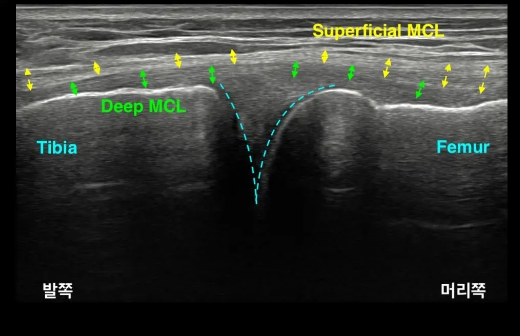 Superficial MCL
Deep MCL
Tibia
Femur
발쪽
머리쪽